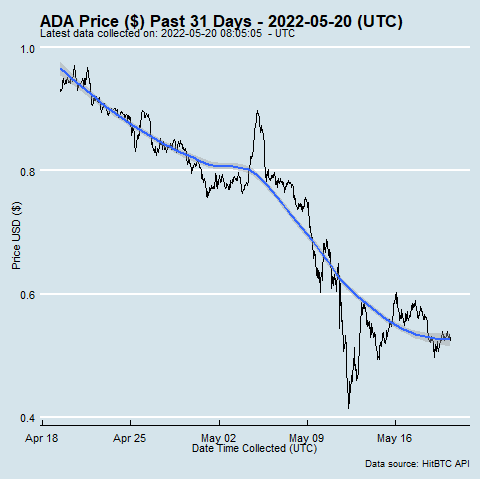 ADA Price ($) Past 31 Days - 2022-05-20 (UTC)
Latest data collected on: 2022-05-20 08:05:05 - UTC
1.0
0.8
Price USD ($)
0.6
0.4
Apr 18 Apr 25 May 02 May 09 May 16
Date Time Collected (UTC)
Data source: HitBTC API